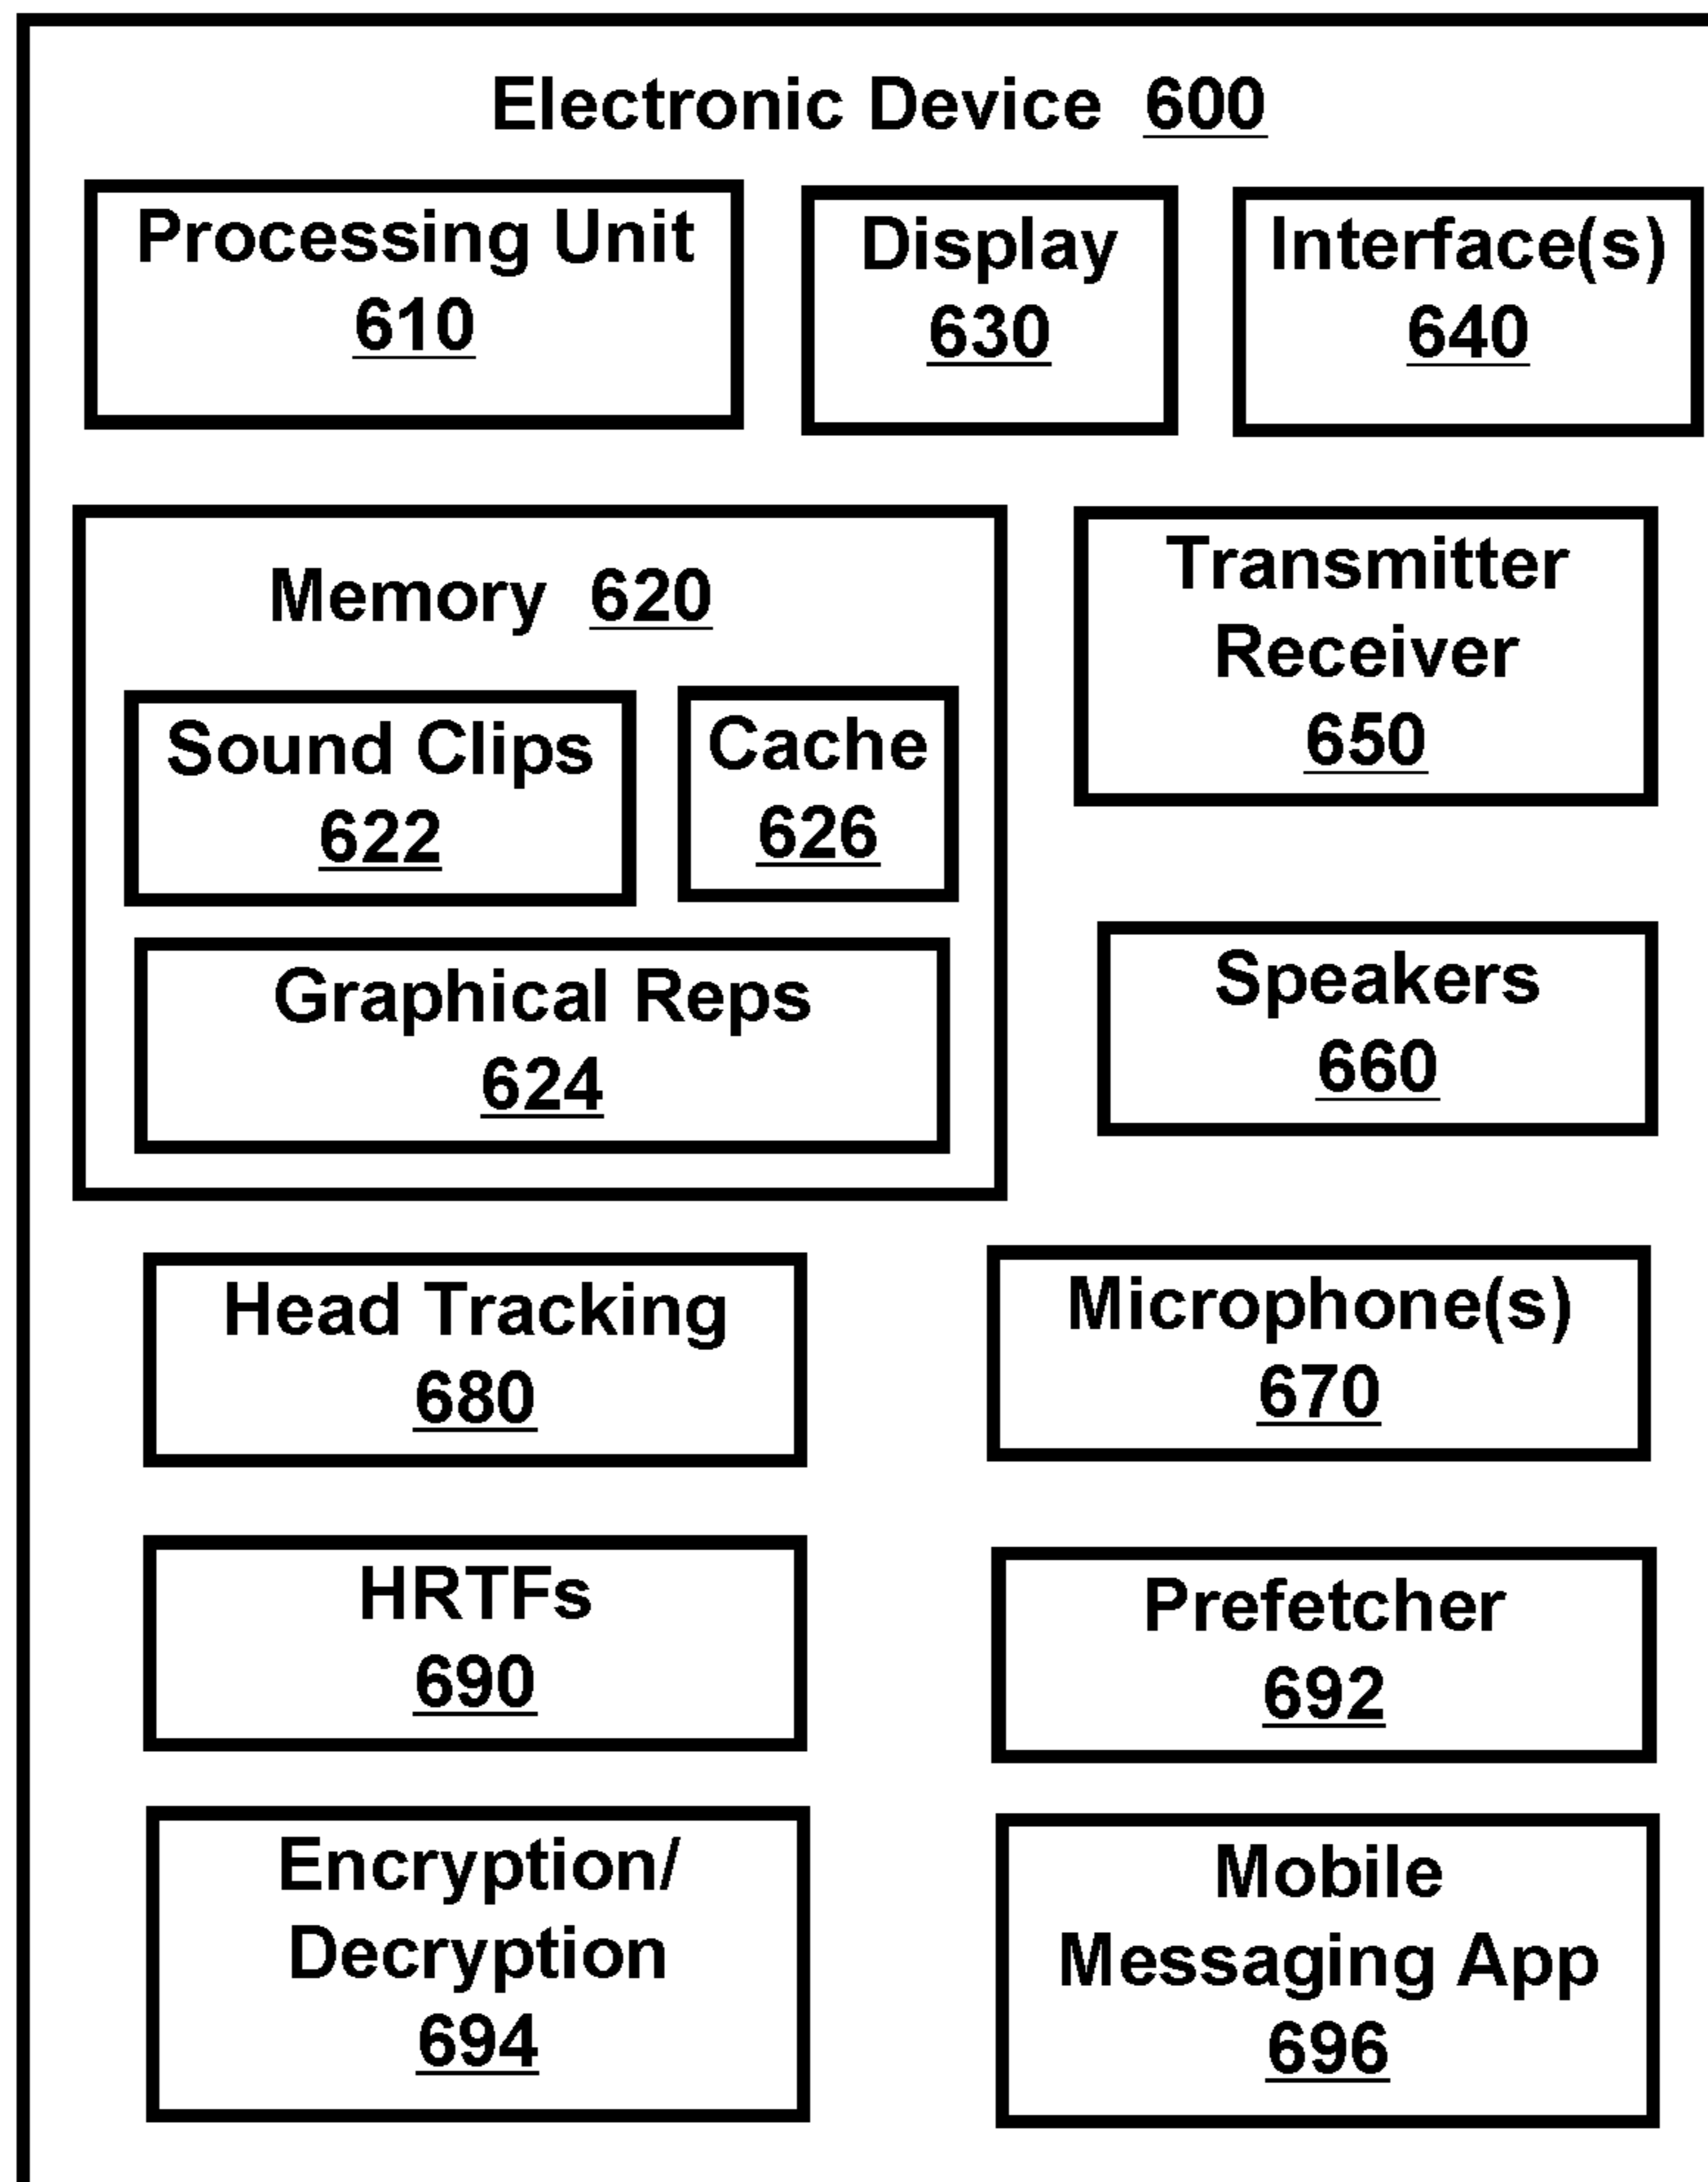 Electronic Device 600
Processing Unit
610
Display
630
Interface(s)
640
Memory 620
Sound Clips
622
Cache
626
Graphical Reps
624
Transmitter
Receiver
650
Speakers
660
Head Tracking
680
Microphone(s)
670
HRTFs
690
Prefetcher
692
Encryption/
Decryption
694
Mobile
Messaging App
696